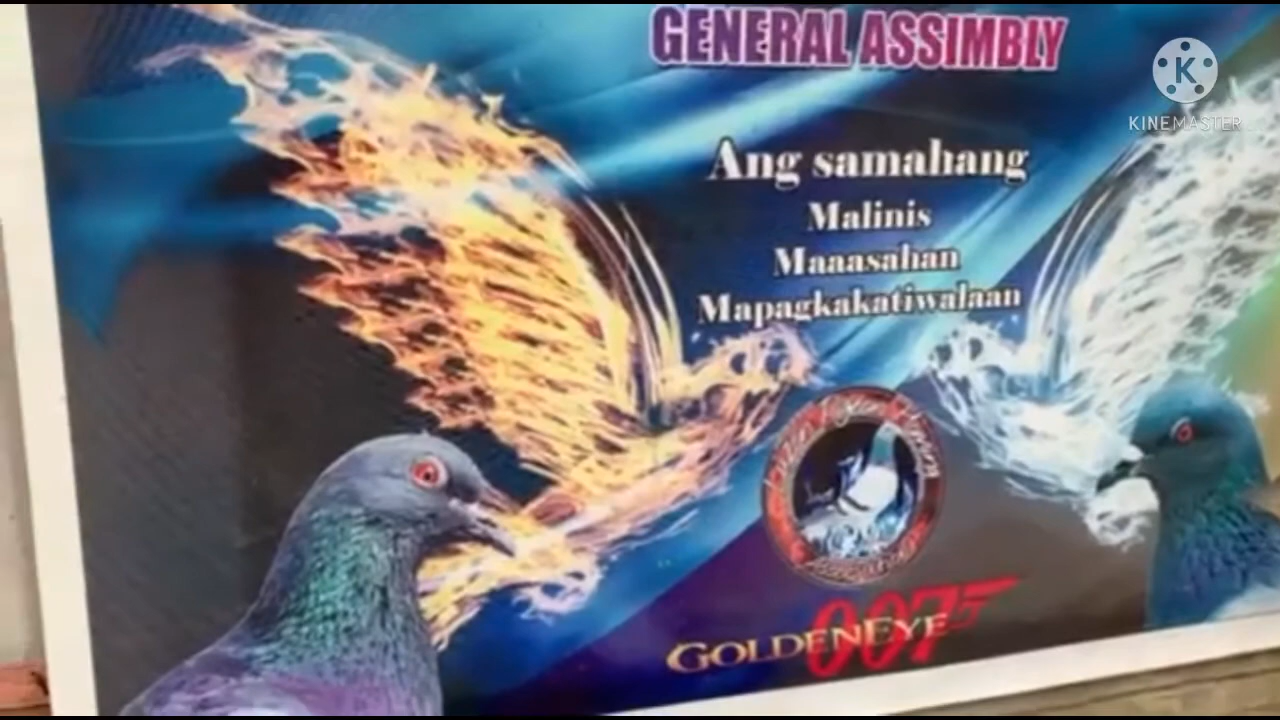 GENERAL ASSIMBLY
KINEMASTER
Ang samahang
Malinis
Maaasahan
Mapagkakatiwalaan
GOLDENEYE 007